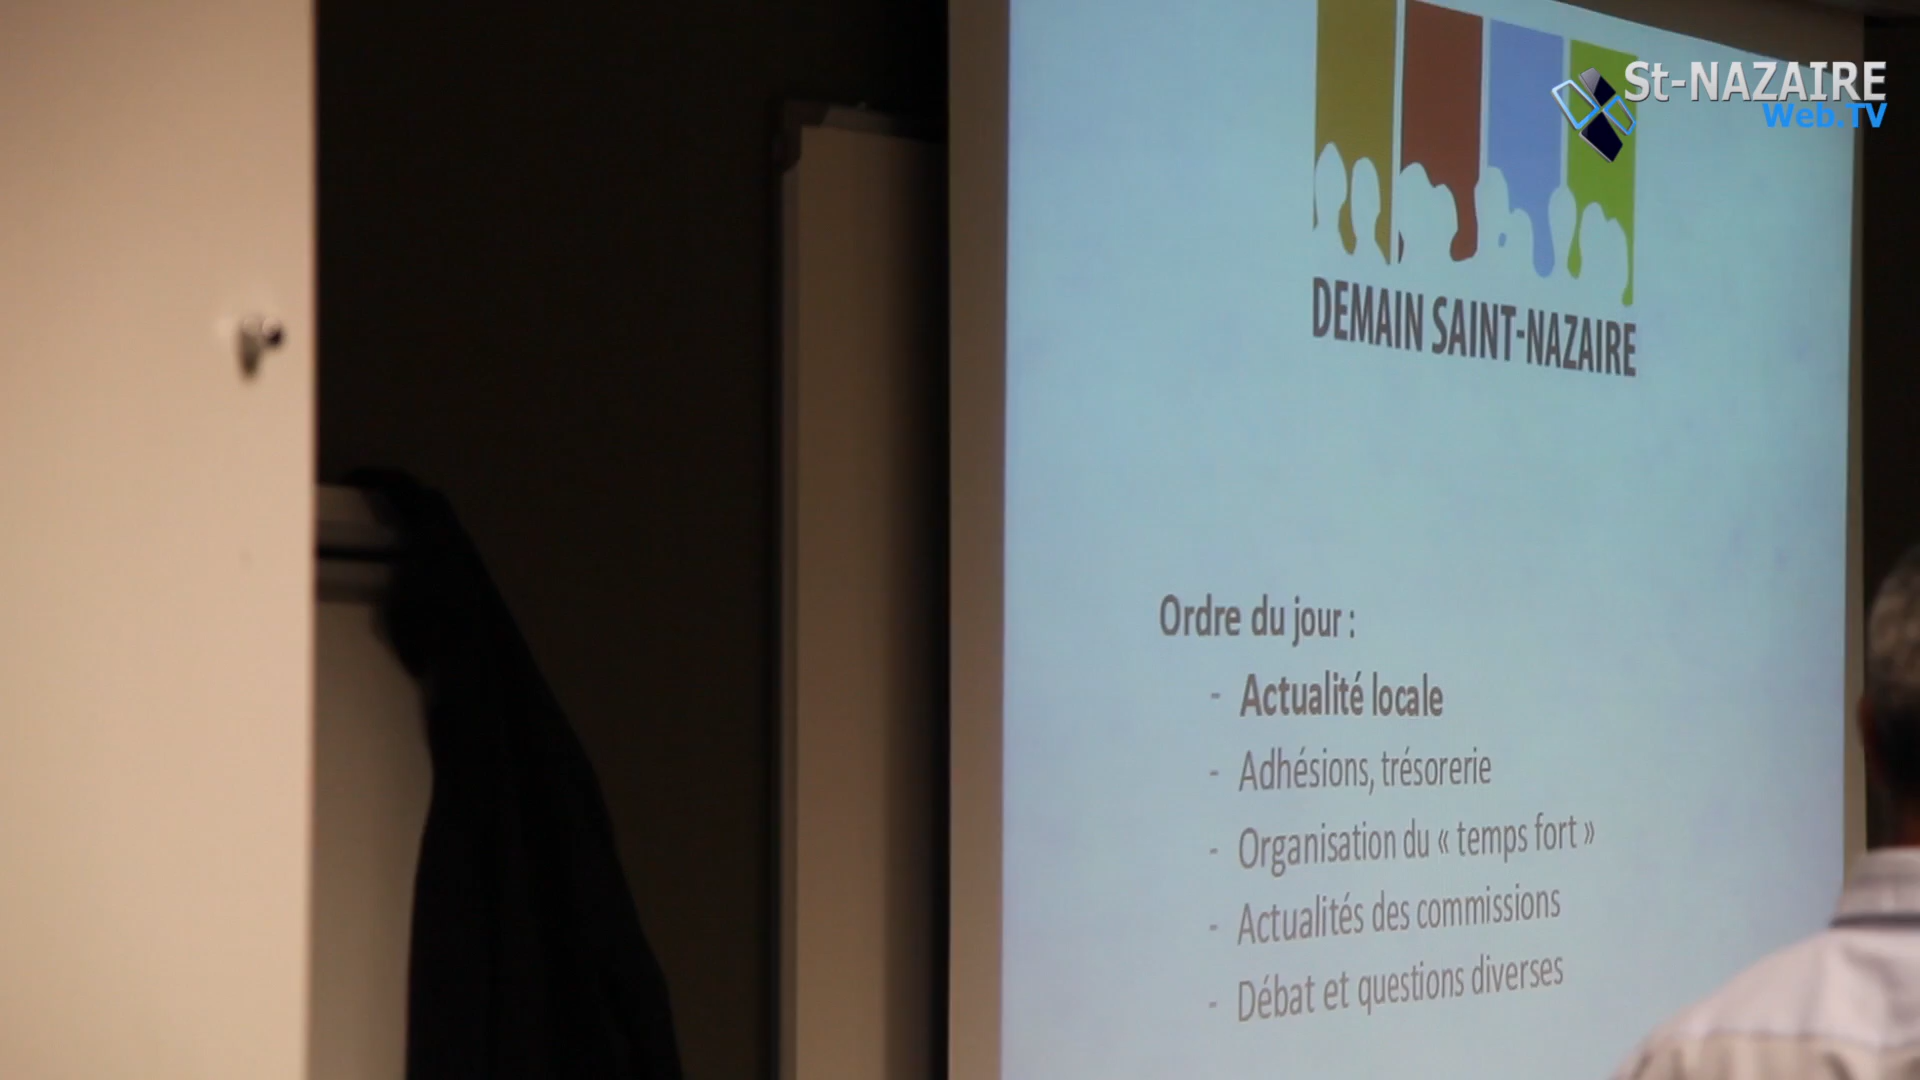 St-NAZAIRE
Web.TV
DEMAIN SAINT-NAZAIRE
Ordre du jour :
- Actualité locale
- Adhésions, trésorerie
- Organisation du « temps fort »
- Actualités des commissions
- Débat et questions diverses